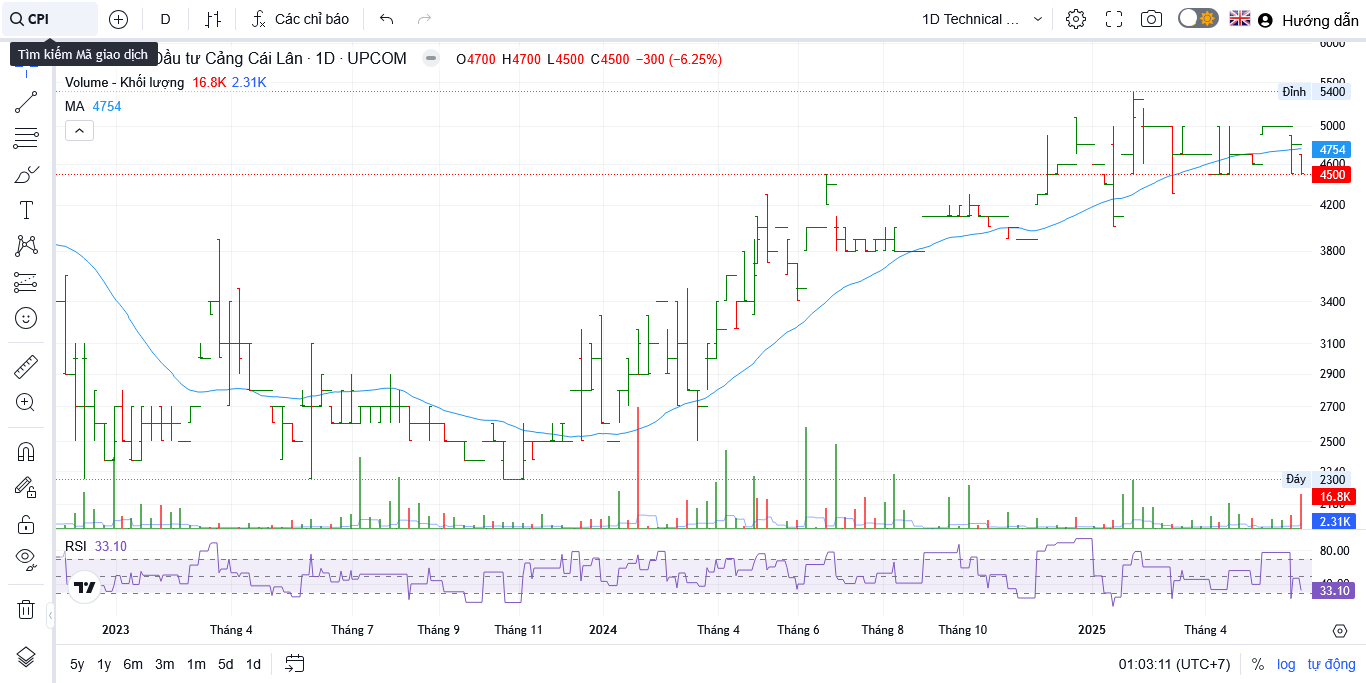 CPI D Các chỉ báo 1D Technical ... Hướng dẫn
Tìm kiếm Mã giao dịch
Đầu tư Cảng Cái Lân · 1D · UPCOM O4700 H4700 L4500 C4500 −300 (−6.25%)
Volume - Khối lượng 16.8K 2.31K
MA 4754
6000
5500
Đỉnh 5400
5000
4754
4600
4500
4200
3800
3400
3100
2900
2700
2500
2340
Đáy 2300
16.8K
2160
2.31K
RSI 33.10
80.00
40.00
33.10
2023 Tháng 4 Tháng 7 Tháng 9 Tháng 11 2024 Tháng 4 Tháng 6 Tháng 8 Tháng 10 2025 Tháng 4
5y 1y 6m 3m 1m 5d 1d 01:03:11 (UTC+7) % log tự động